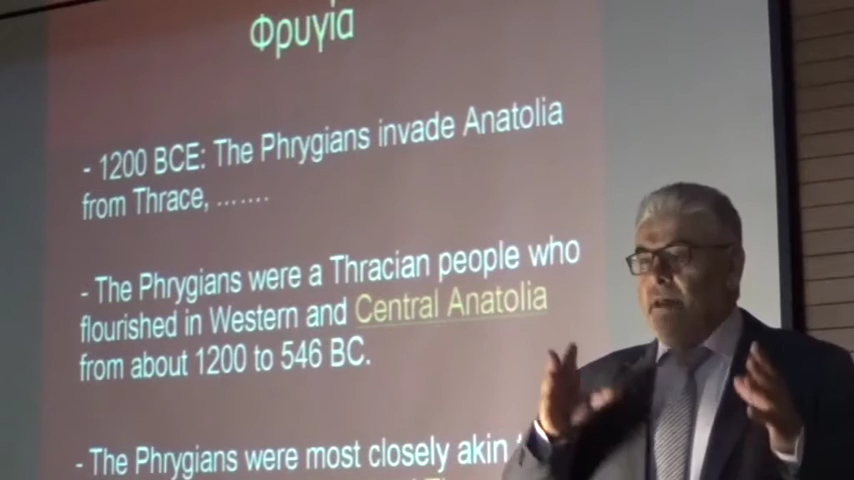 Φρυγία
- 1200 BCE: The Phrygians invade Anatolia
from Thrace, …….
- The Phrygians were a Thracian people who
flourished in Western and Central Anatolia
from about 1200 to 546 BC.
- The Phrygians were most closely akin